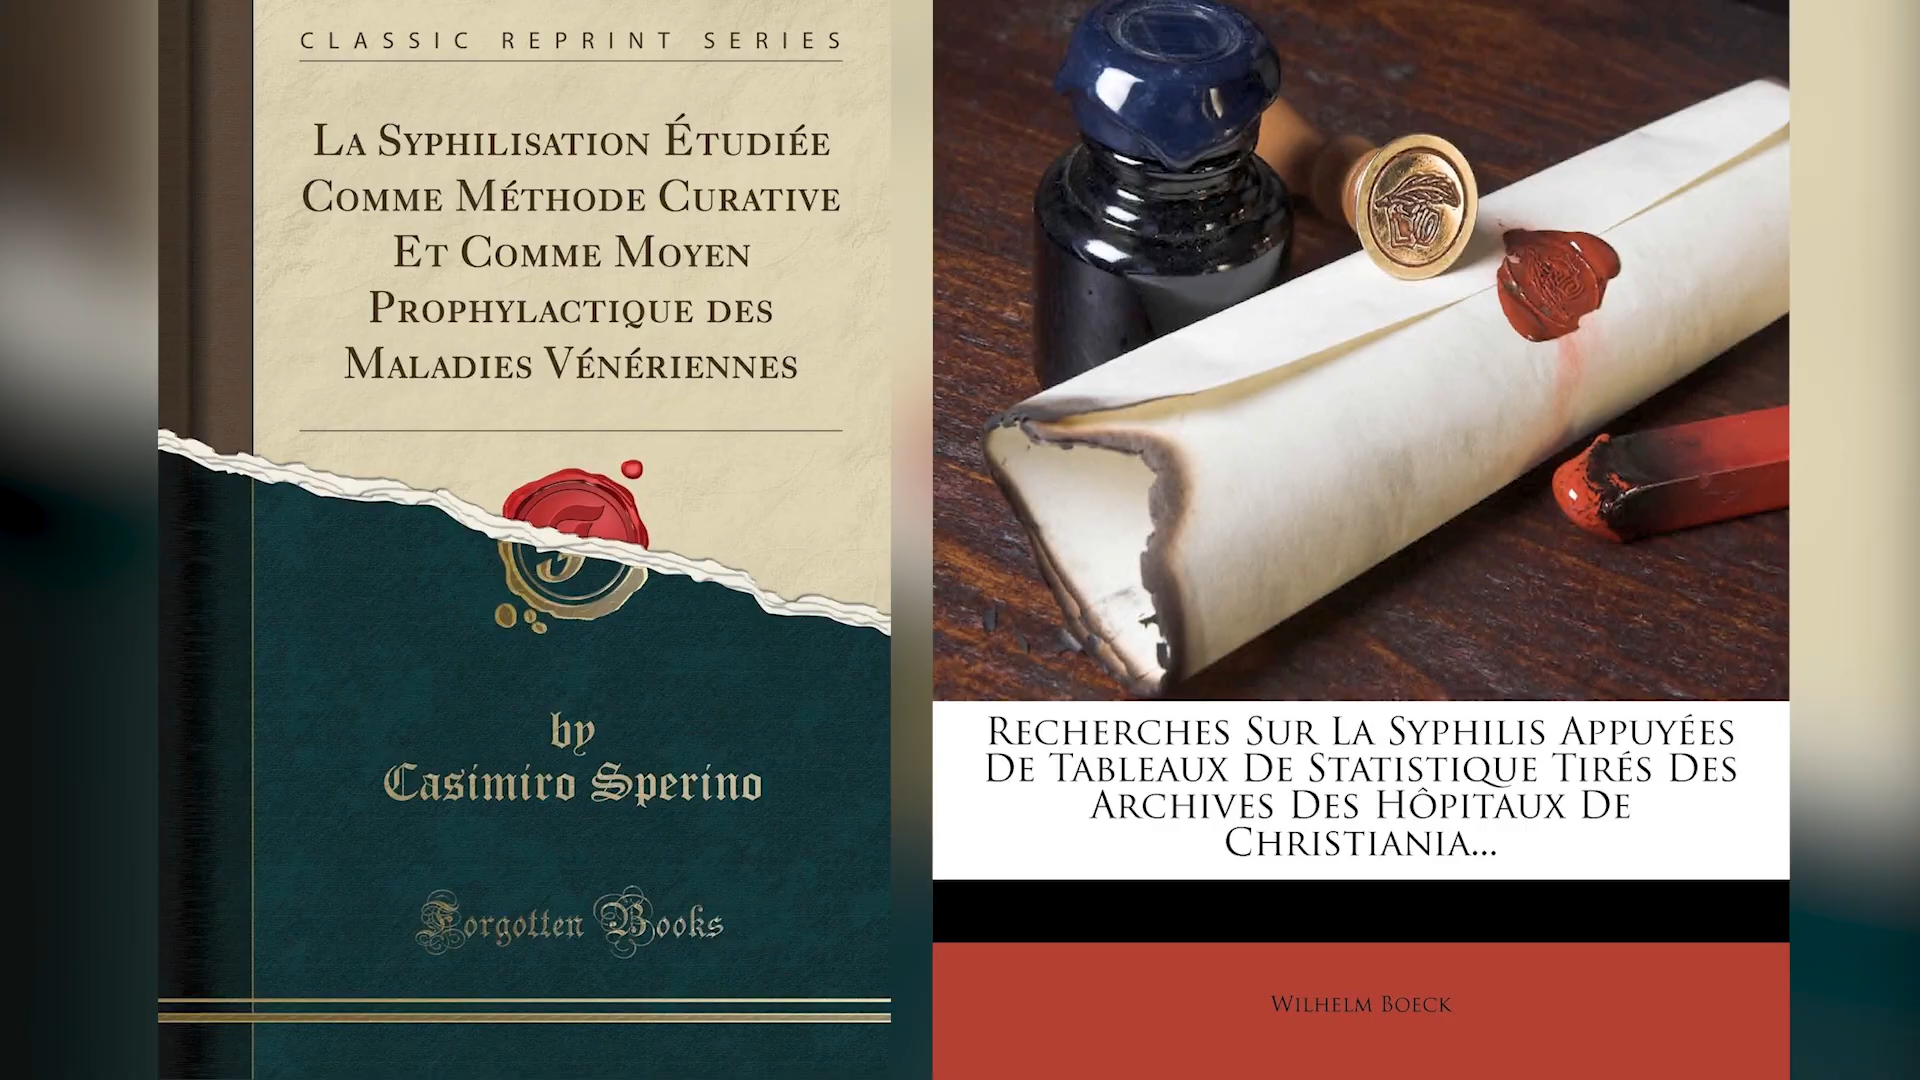 CLASSIC REPRINT SERIES
La Syphilisation Étudiée
Comme Méthode Curative
Et Comme Moyen
Prophylactique des
Maladies Vénériennes
by
Casimiro Sperino
Forgotten Books
Recherches Sur La Syphilis Appuyées
De Tableaux De Statistique Tirés Des
Archives Des Hôpitaux De
Christiania...
Wilhelm Boeck